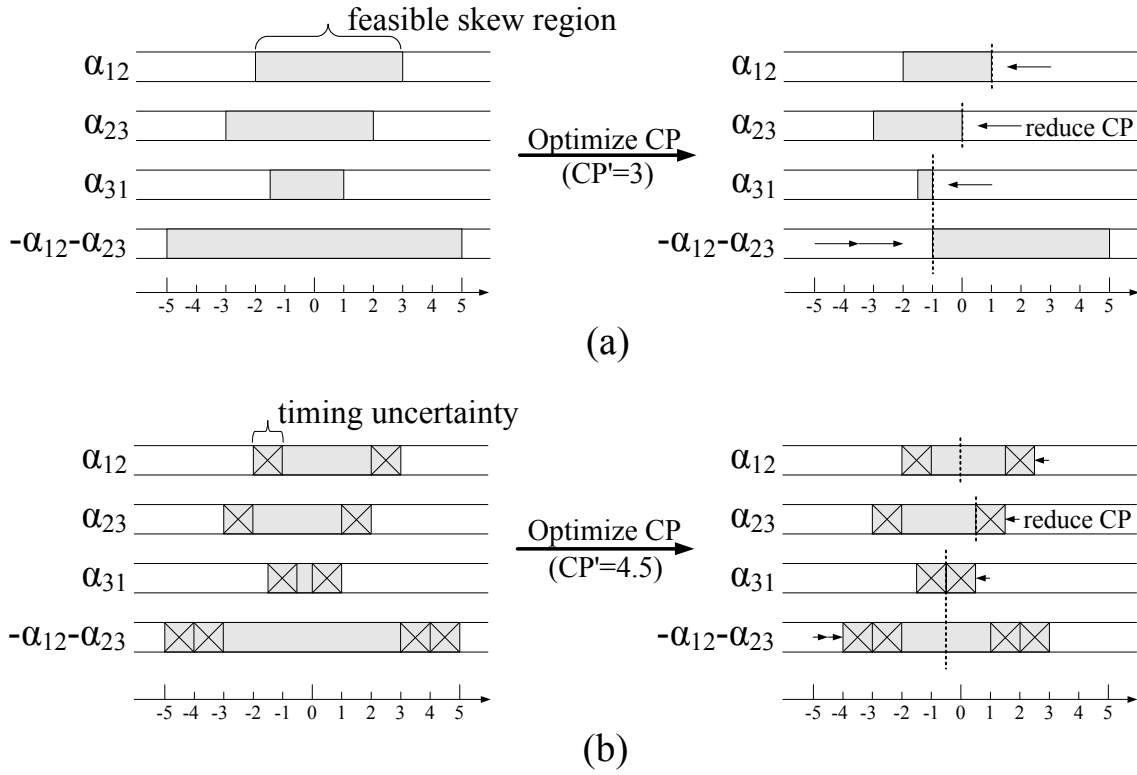 feasible skew region
α12
α23
α31
-α12-α23
-5 -4 -3 -2 -1 0 1 2 3 4 5
Optimize CP
(CP'=3)
α12
α23
reduce CP
α31
-α12-α23
-5 -4 -3 -2 -1 0 1 2 3 4 5
(a)
timing uncertainty
α12
α23
α31
-α12-α23
-5 -4 -3 -2 -1 0 1 2 3 4 5
Optimize CP
(CP'=4.5)
α12
α23
reduce CP
α31
-α12-α23
-5 -4 -3 -2 -1 0 1 2 3 4 5
(b)